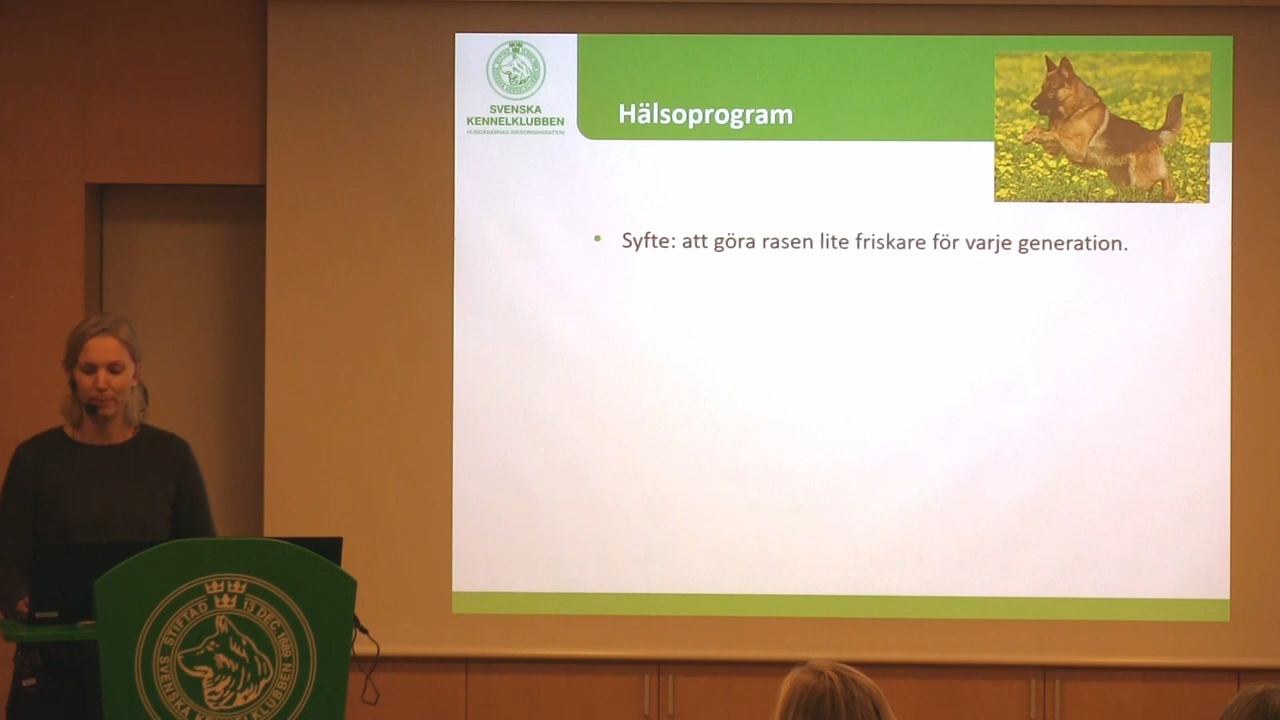 SVENSKA
KENNELKLUBBEN
HUNDÄGARNAS RIKSORGANISATION
Hälsoprogram
• Syfte: att göra rasen lite friskare för varje generation.
STIFTAD 13 DEC. 1889
SVENSKA KENNELKLUBBEN